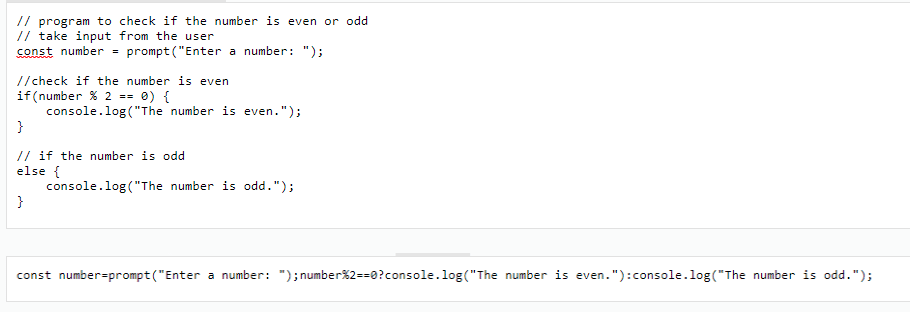 // program to check if the number is even or odd
// take input from the user
const number = prompt("Enter a number: ");
//check if the number is even
if(number % 2 == 0) {
    console.log("The number is even.");
}
// if the number is odd
else {
    console.log("The number is odd.");
}
const number=prompt("Enter a number: ");number%2==0?console.log("The number is even."):console.log("The number is odd.");